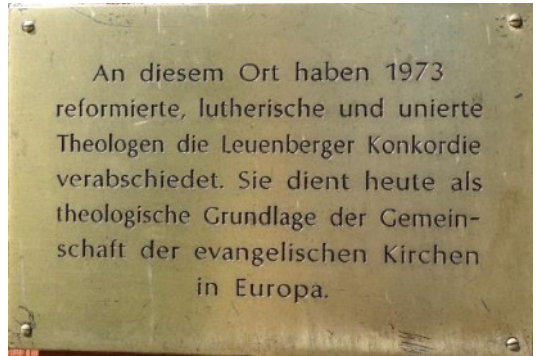 An diesem Ort haben 1973
reformierte, lutherische und unierte
Theologen die Leuenberger Konkordie
verabschiedet. Sie dient heute als
theologische Grundlage der Gemein-
schaft der evangelischen Kirchen
in Europa.